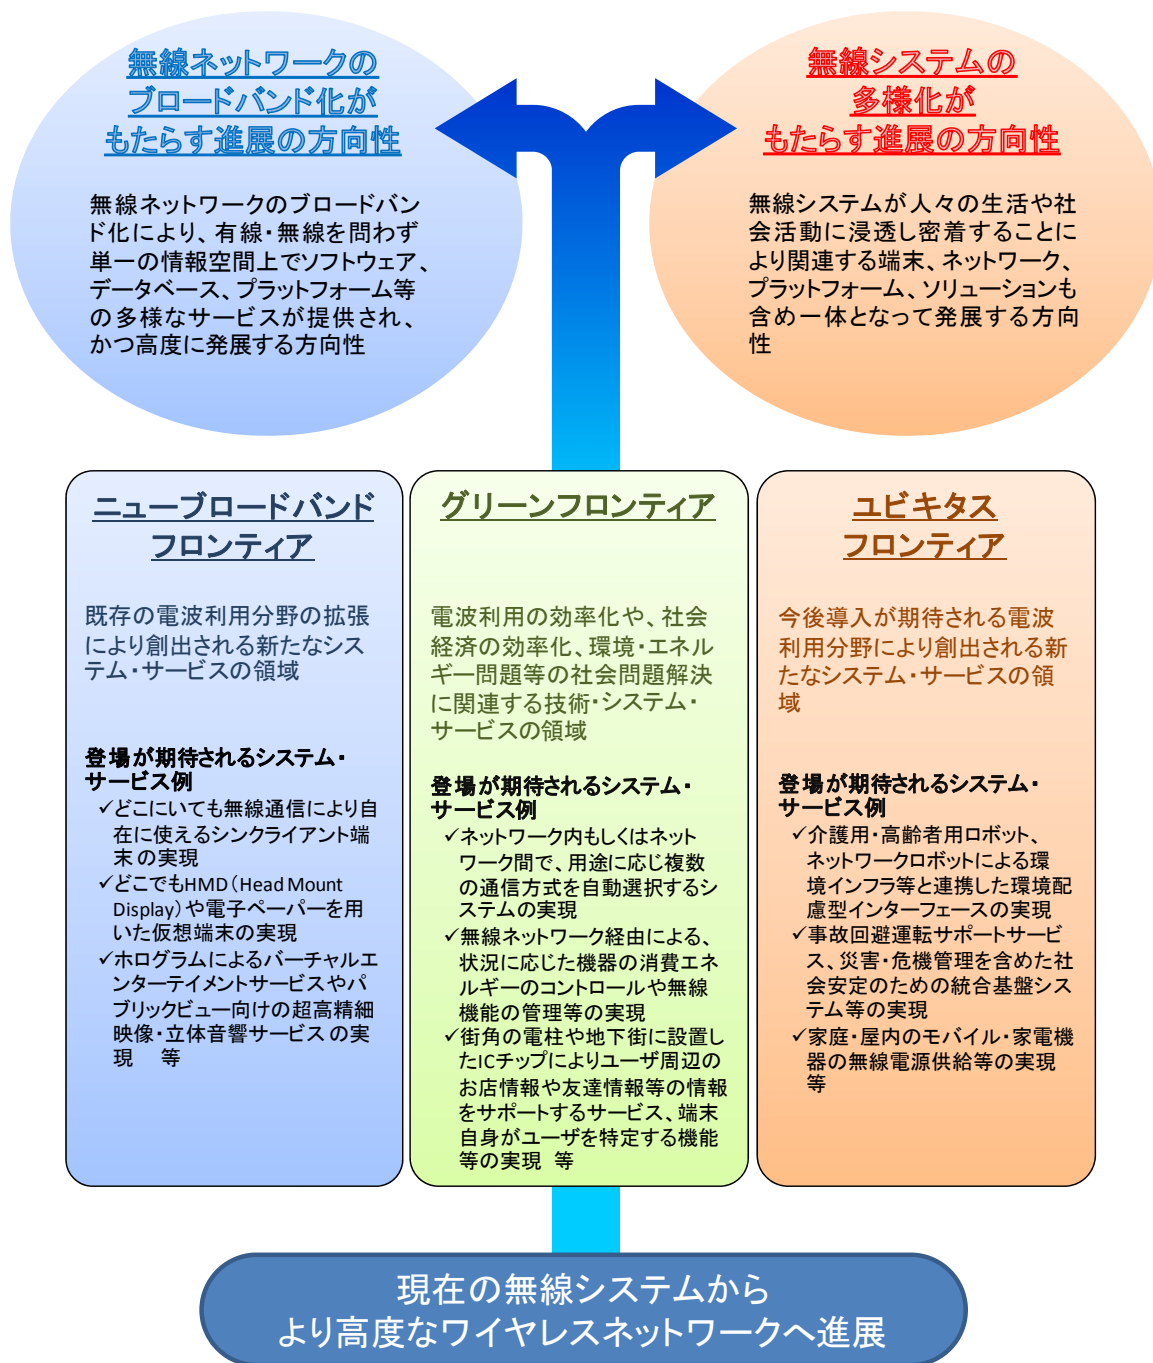 無線ネットワークの
ブロードバンド化が
もたらす進展の方向性
無線ネットワークのブロードバン
ド化により、有線・無線を問わず
単一の情報空間上でソフトウェア、
データベース、プラットフォーム等
の多様なサービスが提供され、
かつ高度に発展する方向性
無線システムの
多様化が
もたらす進展の方向性
無線システムが人々の生活や社
会活動に浸透し密着することに
より関連する端末、ネットワーク、
プラットフォーム、ソリューションも
含め一体となって発展する方向
性
ニューブロードバンド
フロンティア
既存の電波利用分野の拡張
により創出される新たなシス
テム・サービスの領域
登場が期待されるシステム・
サービス例
✓どこにいても無線通信により自
在に使えるシンクライアント端
末の実現
✓どこでもHMD（Head Mount
Display）や電子ペーパーを用
いた仮想端末の実現
✓ホログラムによるバーチャルエ
ンターテイメントサービスやパ
ブリックビュー向けの超高精細
映像・立体音響サービスの実
現　等
グリーンフロンティア
電波利用の効率化や、社会
経済の効率化、環境・エネル
ギー問題等の社会問題解決
に関連する技術・システム・
サービスの領域
登場が期待されるシステム・
サービス例
✓ネットワーク内もしくはネット
ワーク間で、用途に応じ複数
の通信方式を自動選択するシ
ステムの実現
✓無線ネットワーク経由による、
状況に応じた機器の消費エネ
ルギーのコントロールや無線
機能の管理等の実現
✓街角の電柱や地下街に設置し
たICチップによりユーザ周辺の
お店情報や友達情報等の情報
をサポートするサービス、端末
自身がユーザを特定する機能
等の実現　等
ユビキタス
フロンティア
今後導入が期待される電波
利用分野により創出される新
たなシステム・サービスの領
域
登場が期待されるシステム・
サービス例
✓介護用・高齢者用ロボット、
ネットワークロボットによる環
境インフラ等と連携した環境配
慮型インターフェースの実現
✓事故回避運転サポートサービ
ス、災害・危機管理を含めた社
会安定のための統合基盤シス
テム等の実現
✓家庭・屋内のモバイル・家電機
器の無線電源供給等の実現
等
現在の無線システムから
より高度なワイヤレスネットワークへ進展